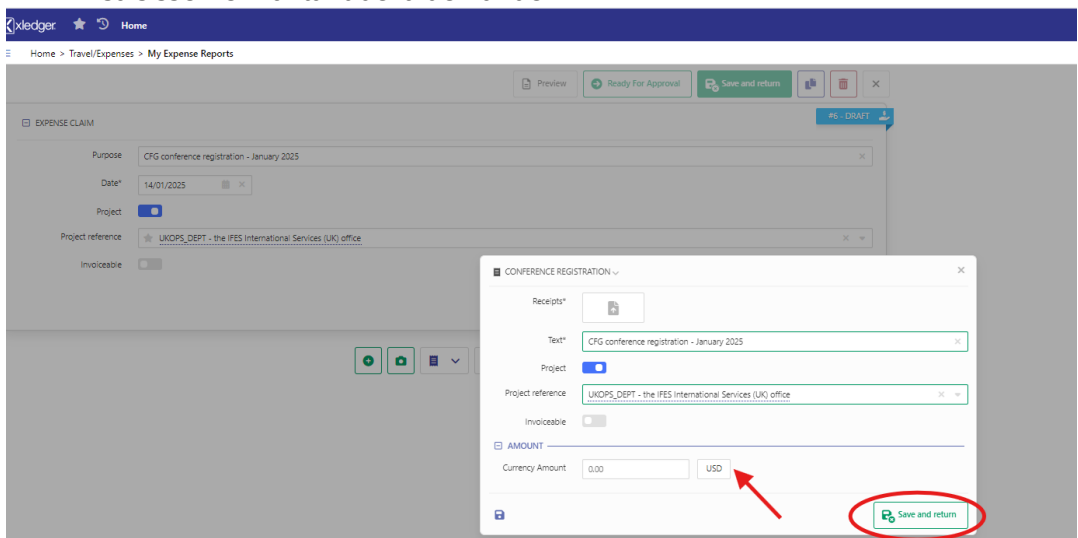 xledger Home
Home > Travel/Expenses > My Expense Reports
Preview Ready For Approval Save and return
EXPENSE CLAIM #6 - DRAFT
Purpose CFG conference registration - January 2025
Date* 14/01/2025
Project
Project reference UKOPS_DEPT - the IFES International Services (UK) office
Invoiceable
CONFERENCE REGISTRATION
Receipts*
Text* CFG conference registration - January 2025
Project
Project reference UKOPS_DEPT - the IFES International Services (UK) office
Invoiceable
AMOUNT
Currency Amount 0.00 USD
Save and return